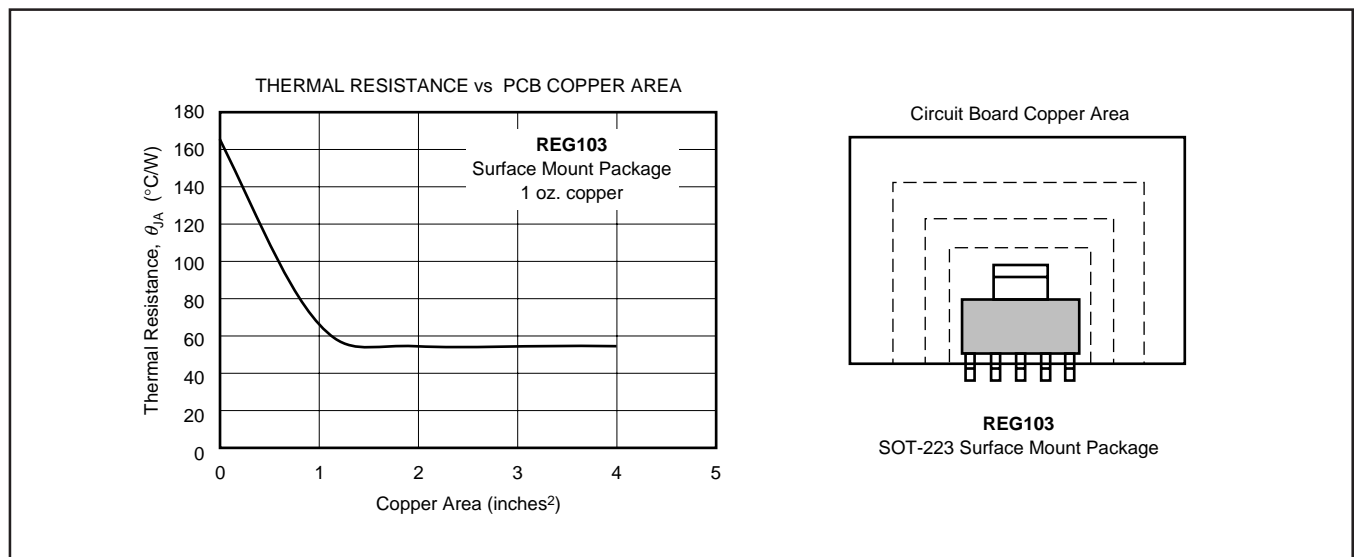 THERMAL RESISTANCE vs PCB COPPER AREA
Thermal Resistance, θJA (°C/W)
180
160
140
120
100
80
60
40
20
0
0 1 2 3 4 5
Copper Area (inches²)
REG103
Surface Mount Package
1 oz. copper
Circuit Board Copper Area
REG103
SOT-223 Surface Mount Package